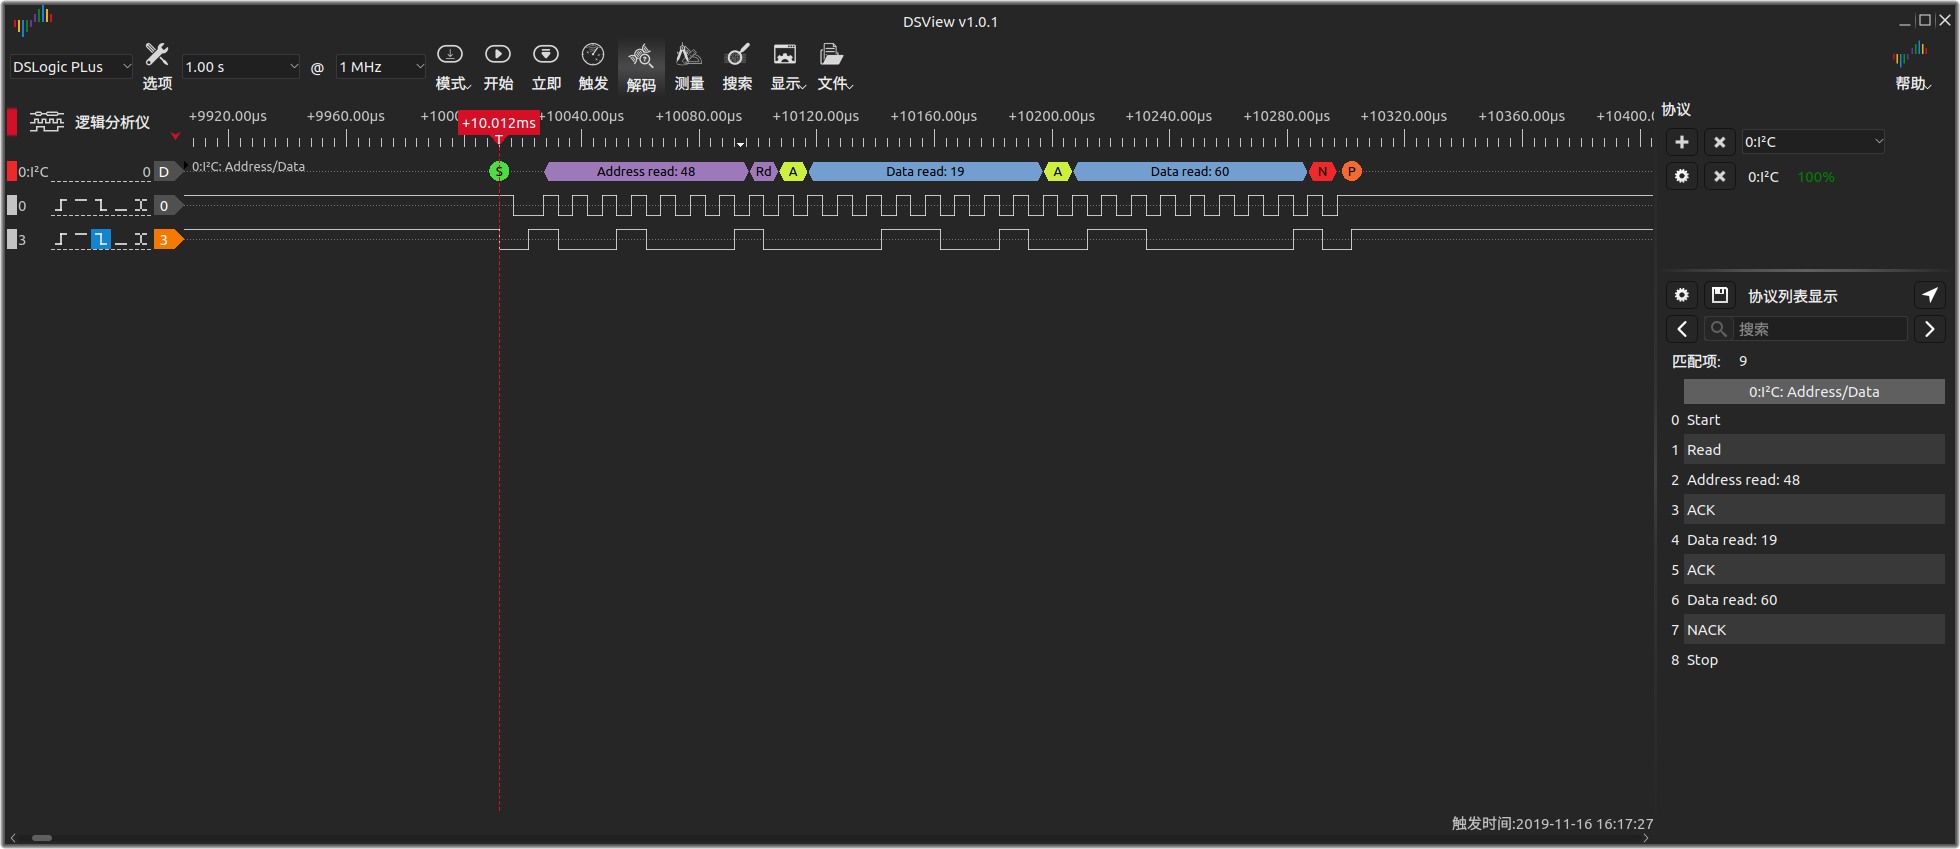 DSView v1.0.1
DSLogic PLus
选项
1.00 s
@
1 MHz
模式
开始
立即
触发
解码
测量
搜索
显示
文件
帮助
逻辑分析仪
+9920.00µs +9960.00µs +1000 +10.012ms +10040.00µs +10080.00µs +10120.00µs +10160.00µs +10200.00µs +10240.00µs +10280.00µs +10320.00µs +10360.00µs +10400.0
T
0:I²C 0 D 0:I²C: Address/Data S Address read: 48 Rd A Data read: 19 A Data read: 60 N P
0 0
3 3
触发时间:2019-11-16 16:17:27
协议
0:I²C
0:I²C 100%
协议列表显示
搜索
匹配项: 9
0:I²C: Address/Data
0 Start
1 Read
2 Address read: 48
3 ACK
4 Data read: 19
5 ACK
6 Data read: 60
7 NACK
8 Stop